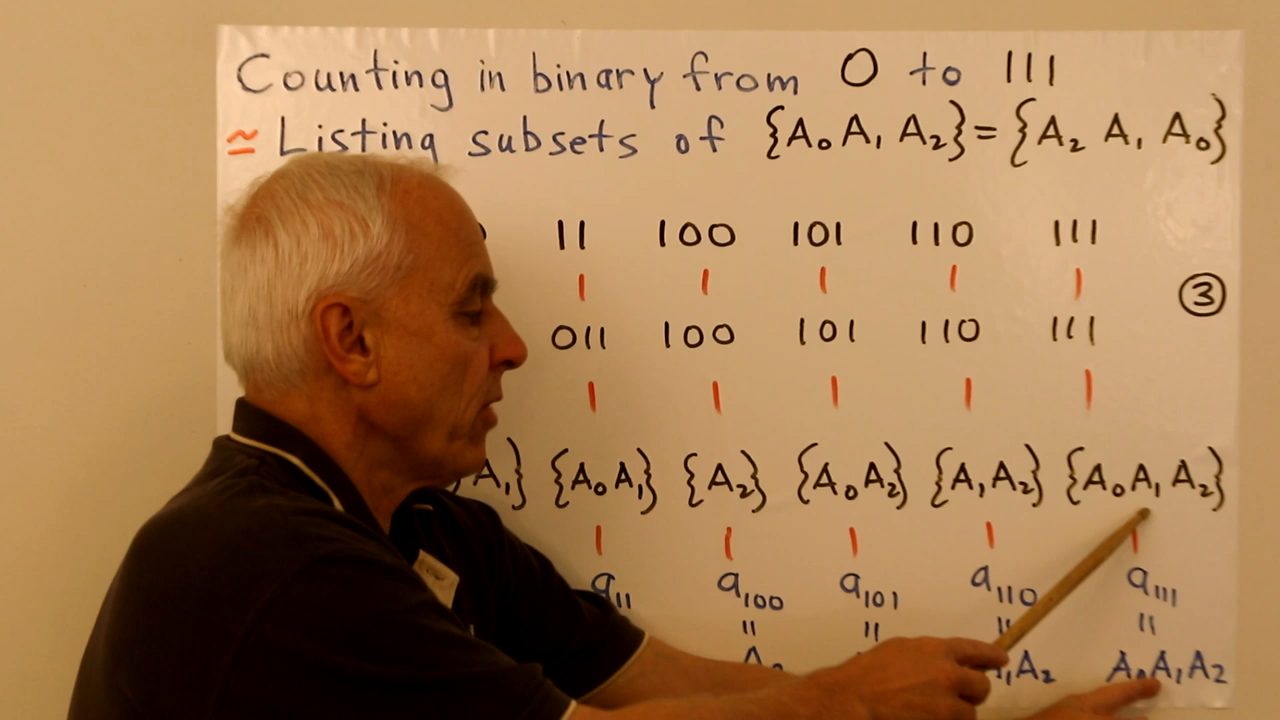 Counting in binary from 0 to 111
≃ Listing subsets of {A₀ A₁ A₂} = {A₂ A₁ A₀}
11 100 101 110 111
③
011 100 101 110 111
A₁} {A₀ A₁} {A₂} {A₀ A₂} {A₁ A₂} {A₀ A₁ A₂}
a₁₁ a₁₀₀ a₁₀₁ a₁₁₀ a₁₁₁
A₁A₂ A₀A₁A₂